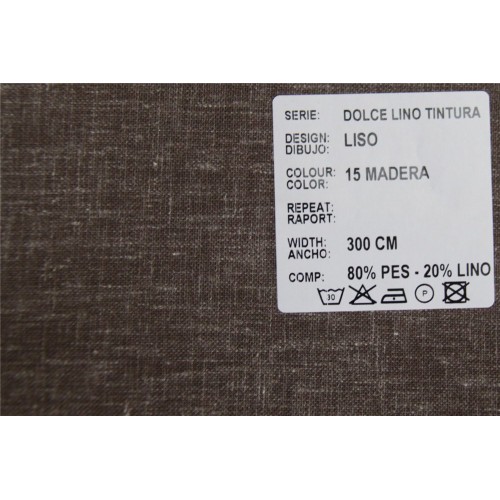 SERIE: DOLCE LINO TINTURA
DESIGN:
DIBUJO: LISO
COLOUR:
COLOR: 15 MADERA
REPEAT:
RAPORT:
WIDTH:
ANCHO: 300 CM
COMP: 80% PES - 20% LINO
30 P